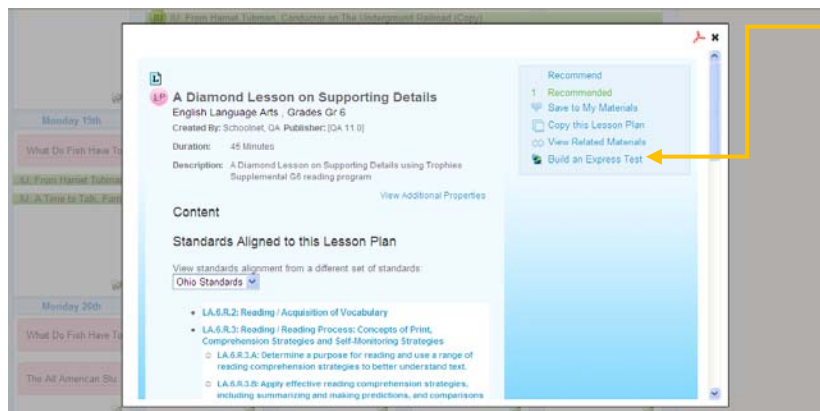 IU: From Harriet Tubman, Conductor on The Underground Railroad (Copy)
LP A Diamond Lesson on Supporting Details
English Language Arts , Grades Gr 6
Created By: Schoolnet, QA Publisher: [QA 11.0]
Duration: 45 Minutes
Description: A Diamond Lesson on Supporting Details using Trophies
Supplemental G6 reading program
View Additional Properties
Content
Standards Aligned to this Lesson Plan
View standards alignment from a different set of standards:
Ohio Standards
• LA.6.R.2: Reading / Acquisition of Vocabulary
• LA.6.R.3: Reading / Reading Process: Concepts of Print,
Comprehension Strategies and Self-Monitoring Strategies
○ LA.6.R.3.A: Determine a purpose for reading and use a range of
reading comprehension strategies to better understand text.
○ LA.6.R.3.B: Apply effective reading comprehension strategies,
including summarizing and making predictions, and comparisons
Recommend
1 Recommended
Save to My Materials
Copy this Lesson Plan
View Related Materials
Build an Express Test
Monday 19th
What Do Fish Have To
IU: A Time to Talk, Fam
Monday 26th
What Do Fish Have To
The All American Slu